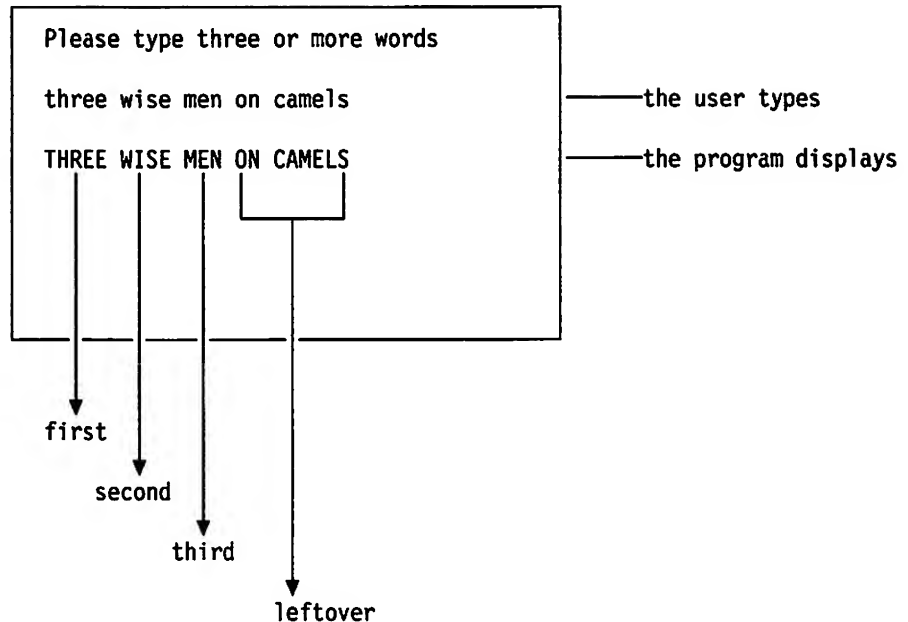 Please type three or more words
three wise men on camels
the user types
THREE WISE MEN ON CAMELS
the program displays
first
second
third
leftover